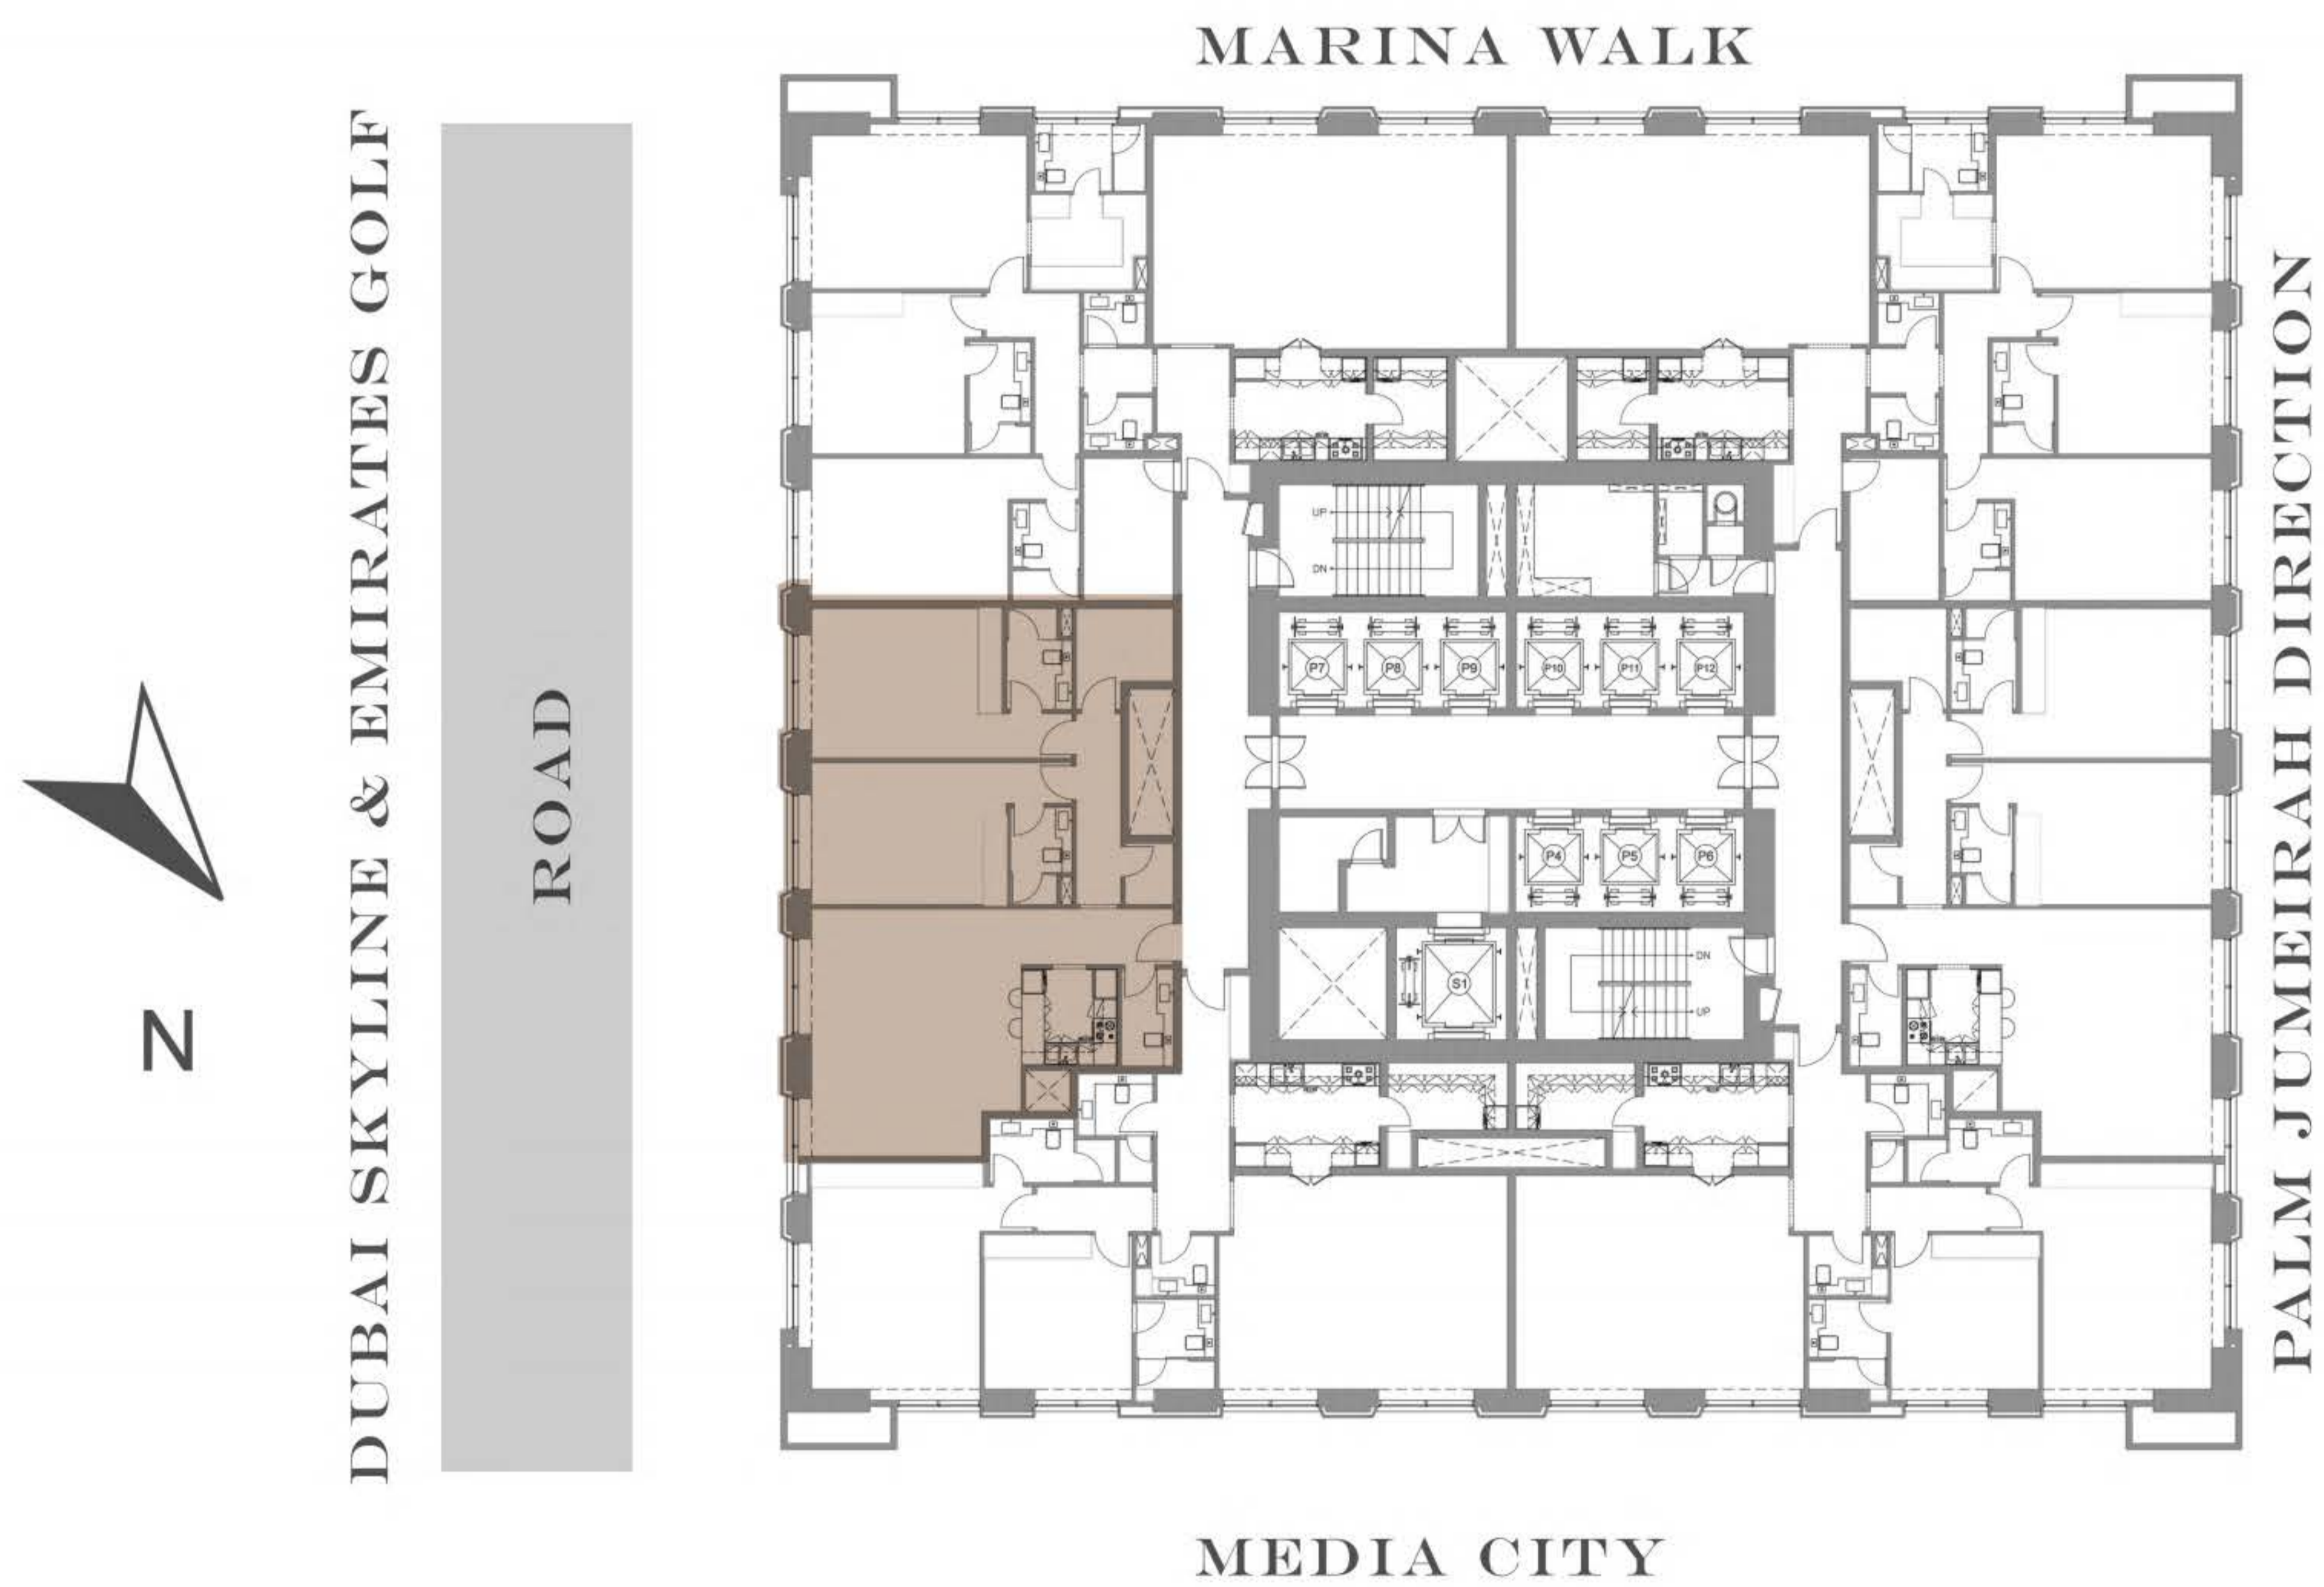 MARINA WALK
DUBAI SKYLINE & EMIRATES GOLF
ROAD
N
UP
DN
P7
P8
P9
P10
P11
P12
P4
P5
P6
S1
DN
UP
PALM JUMEIRAH DIRECTION
MEDIA CITY